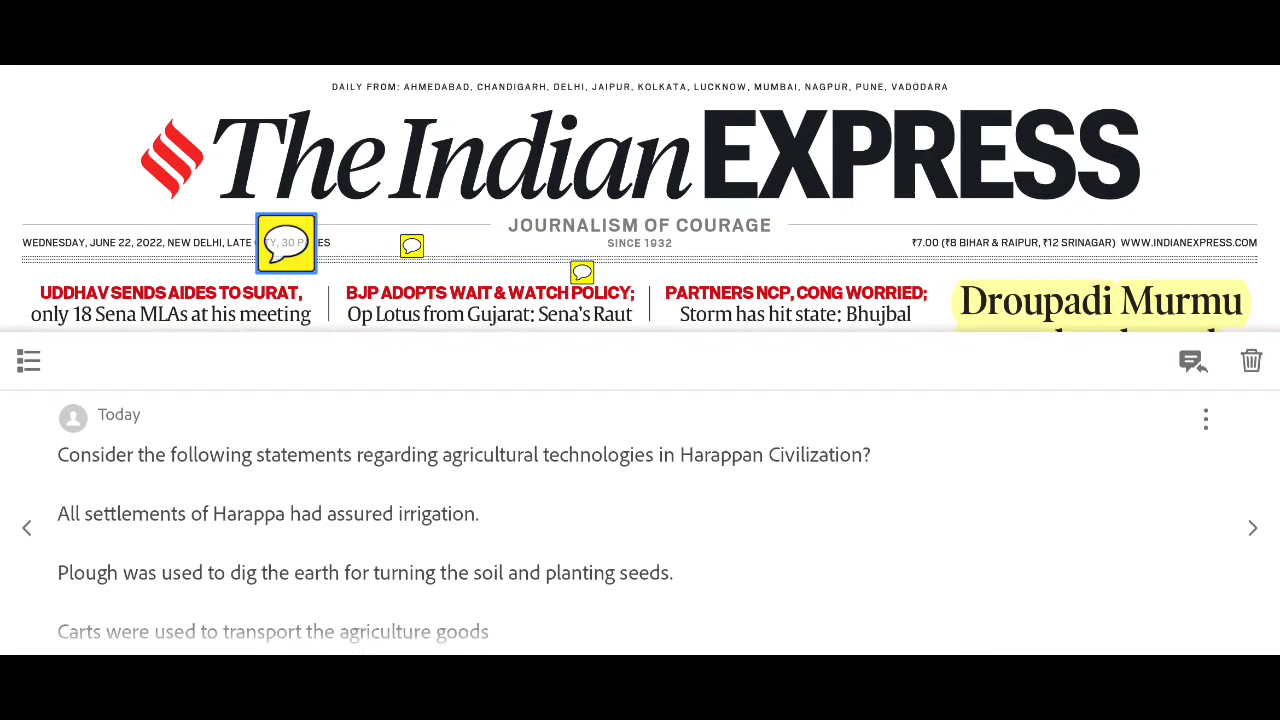 DAILY FROM: AHMEDABAD, CHANDIGARH, DELHI, JAIPUR, KOLKATA, LUCKNOW, MUMBAI, NAGPUR, PUNE, VADODARA
The Indian EXPRESS
JOURNALISM OF COURAGE
SINCE 1932
WEDNESDAY, JUNE 22, 2022, NEW DELHI, LATE CITY, 30 PAGES
₹7.00 (₹8 BIHAR & RAIPUR, ₹12 SRINAGAR) WWW.INDIANEXPRESS.COM
UDDHAV SENDS AIDES TO SURAT,
only 18 Sena MLAs at his meeting
BJP ADOPTS WAIT & WATCH POLICY;
Op Lotus from Gujarat: Sena's Raut
PARTNERS NCP, CONG WORRIED;
Storm has hit state: Bhujbal
Droupadi Murmu
Today
Consider the following statements regarding agricultural technologies in Harappan Civilization?
All settlements of Harappa had assured irrigation.
Plough was used to dig the earth for turning the soil and planting seeds.
Carts were used to transport the agriculture goods